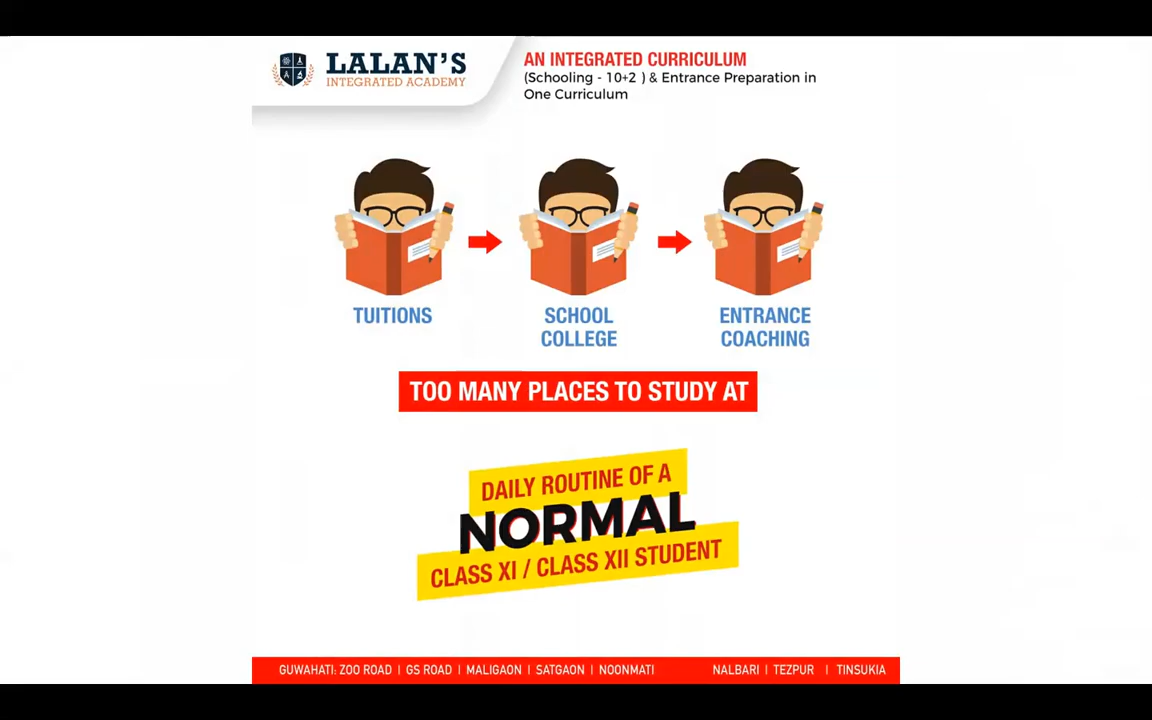 LALAN'S
INTEGRATED ACADEMY
AN INTEGRATED CURRICULUM
(Schooling - 10+2 ) & Entrance Preparation in
One Curriculum
TUITIONS
SCHOOL
COLLEGE
ENTRANCE
COACHING
TOO MANY PLACES TO STUDY AT
DAILY ROUTINE OF A
NORMAL
CLASS XI / CLASS XII STUDENT
GUWAHATI: ZOO ROAD | GS ROAD | MALIGAON | SATGAON | NOONMATI NALBARI | TEZPUR | TINSUKIA